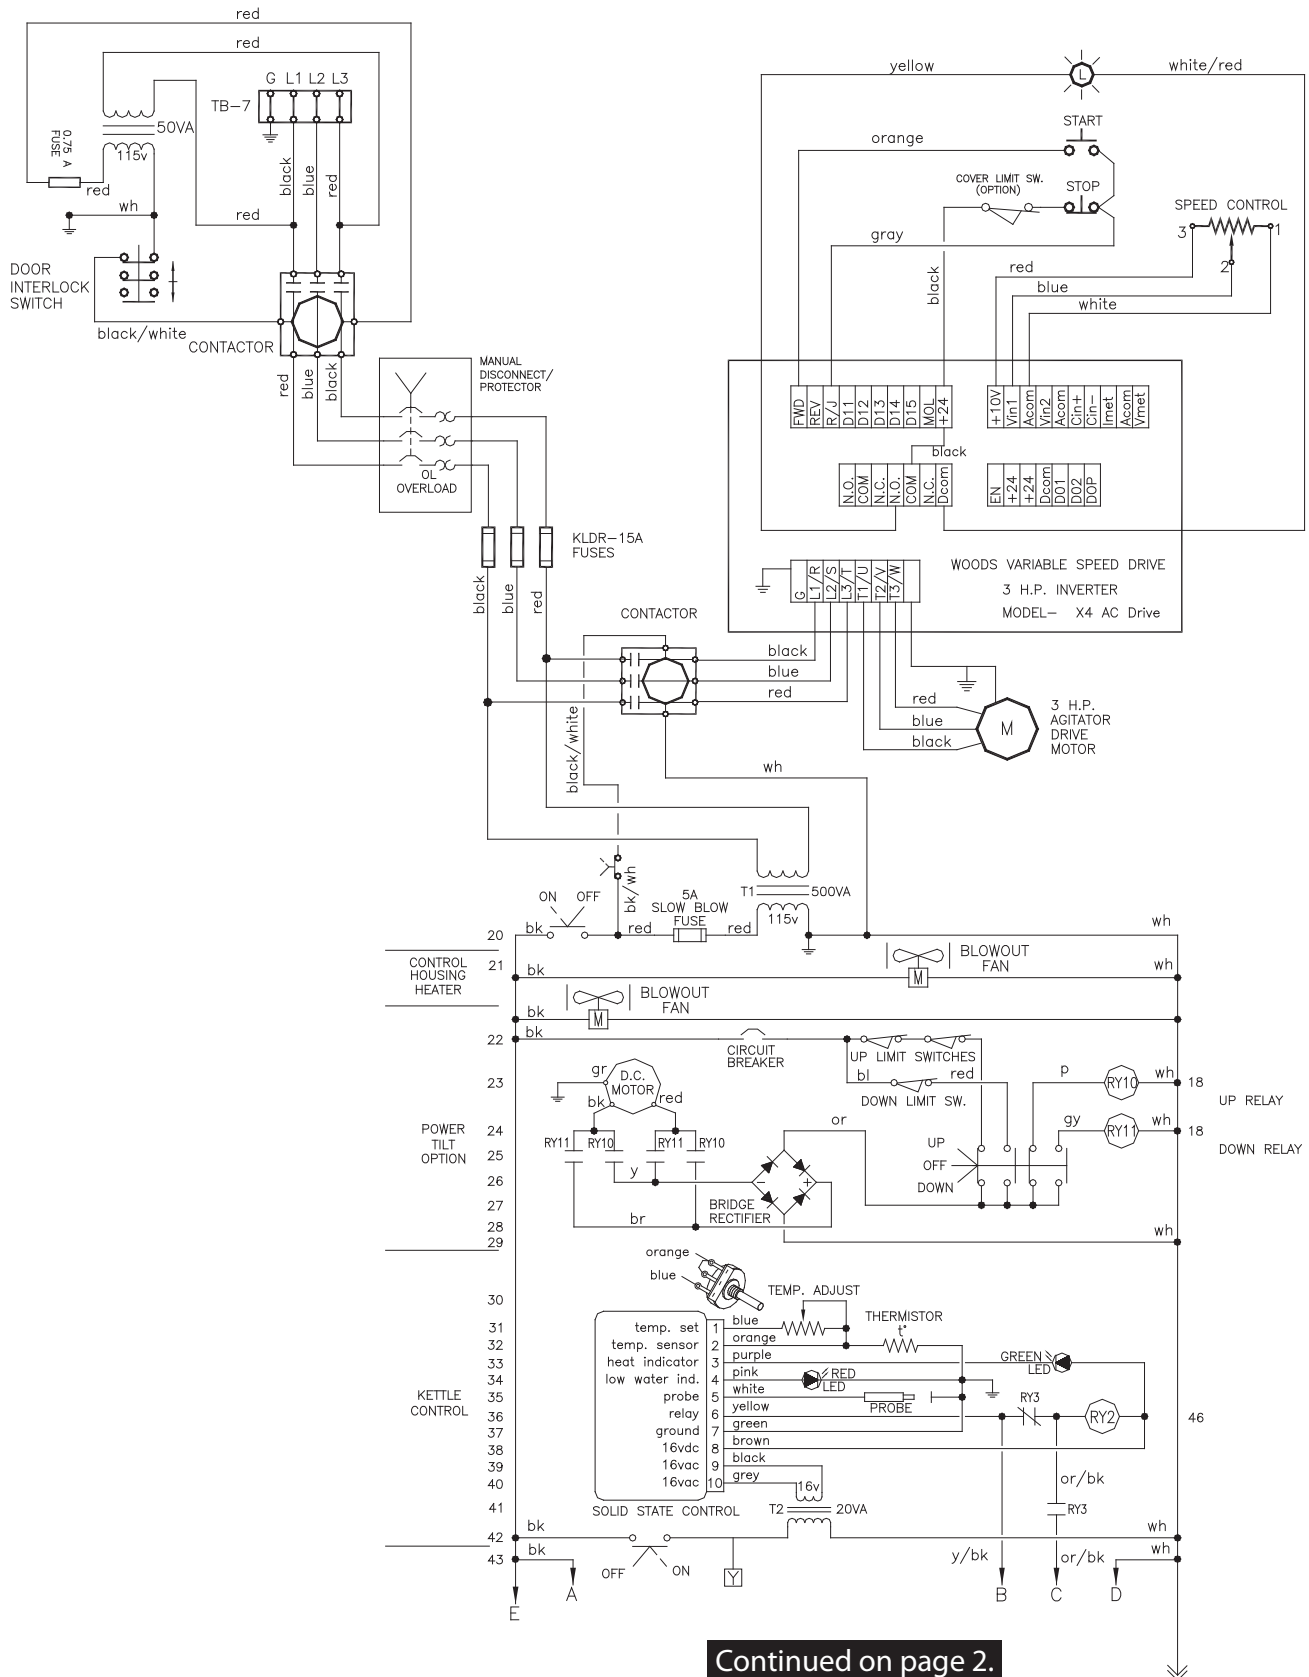 red
red
G L1 L2 L3
TB-7
50VA
115v
0.75 A
FUSE
red
wh
black
blue
red
red
DOOR
INTERLOCK
SWITCH
black/white
CONTACTOR
red
blue
black
MANUAL
DISCONNECT/
PROTECTOR
OL
OVERLOAD
KLDR-15A
FUSES
black
blue
red
yellow
L
white/red
START
orange
COVER LIMIT SW.
(OPTION)
STOP
SPEED CONTROL
3
1
2
gray
black
red
blue
white
FWD
REV
R/J
D11
D12
D13
D14
D15
MOL
+24
+10V
Vin1
Acom
Vin2
Acom
Cin+
Cin-
Imet
Acom
Vmet
black
N.O.
COM
N.C.
N.O.
COM
N.C.
Dcom
EN
+24
+24
Dcom
D01
D02
DOP
G
L1/R
L2/S
L3/T
T1/U
T2/V
T3/W
WOODS VARIABLE SPEED DRIVE
3 H.P. INVERTER
MODEL- X4 AC Drive
CONTACTOR
black
blue
red
red
blue
black
M
3 H.P.
AGITATOR
DRIVE
MOTOR
black/white
wh
bk/wh
T1
500VA
115v
ON OFF
5A
SLOW BLOW
FUSE
20
bk
red
red
wh
CONTROL
HOUSING
HEATER
21
bk
M
BLOWOUT
FAN
wh
bk
M
BLOWOUT
FAN
22
bk
CIRCUIT
BREAKER
UP LIMIT SWITCHES
23
gr
D.C.
MOTOR
bk
red
bl
red
DOWN LIMIT SW.
p
RY10
wh
18
UP RELAY
POWER
TILT
OPTION
24
25
26
27
28
29
RY11 RY10 RY11 RY10
y
br
or
BRIDGE
RECTIFIER
- +
UP
OFF
DOWN
gy
RY11
wh
18
DOWN RELAY
wh
orange
blue
30
TEMP. ADJUST
THERMISTOR
t°
31
temp. set 1 blue
32
temp. sensor 2 orange
33
heat indicator 3 purple
GREEN
LED
34
low water ind. 4 pink
RED
LED
KETTLE
CONTROL
35
probe 5 white
PROBE
36
relay 6 yellow
RY3
RY2
46
37
ground 7 green
38
16vdc 8 brown
39
16vac 9 black
40
16vac 10 grey
16v
or/bk
41
SOLID STATE CONTROL
T2
20VA
RY3
42
bk
wh
43
bk
OFF ON
Y
y/bk
or/bk
wh
E
A
B
C
D
Continued on page 2.